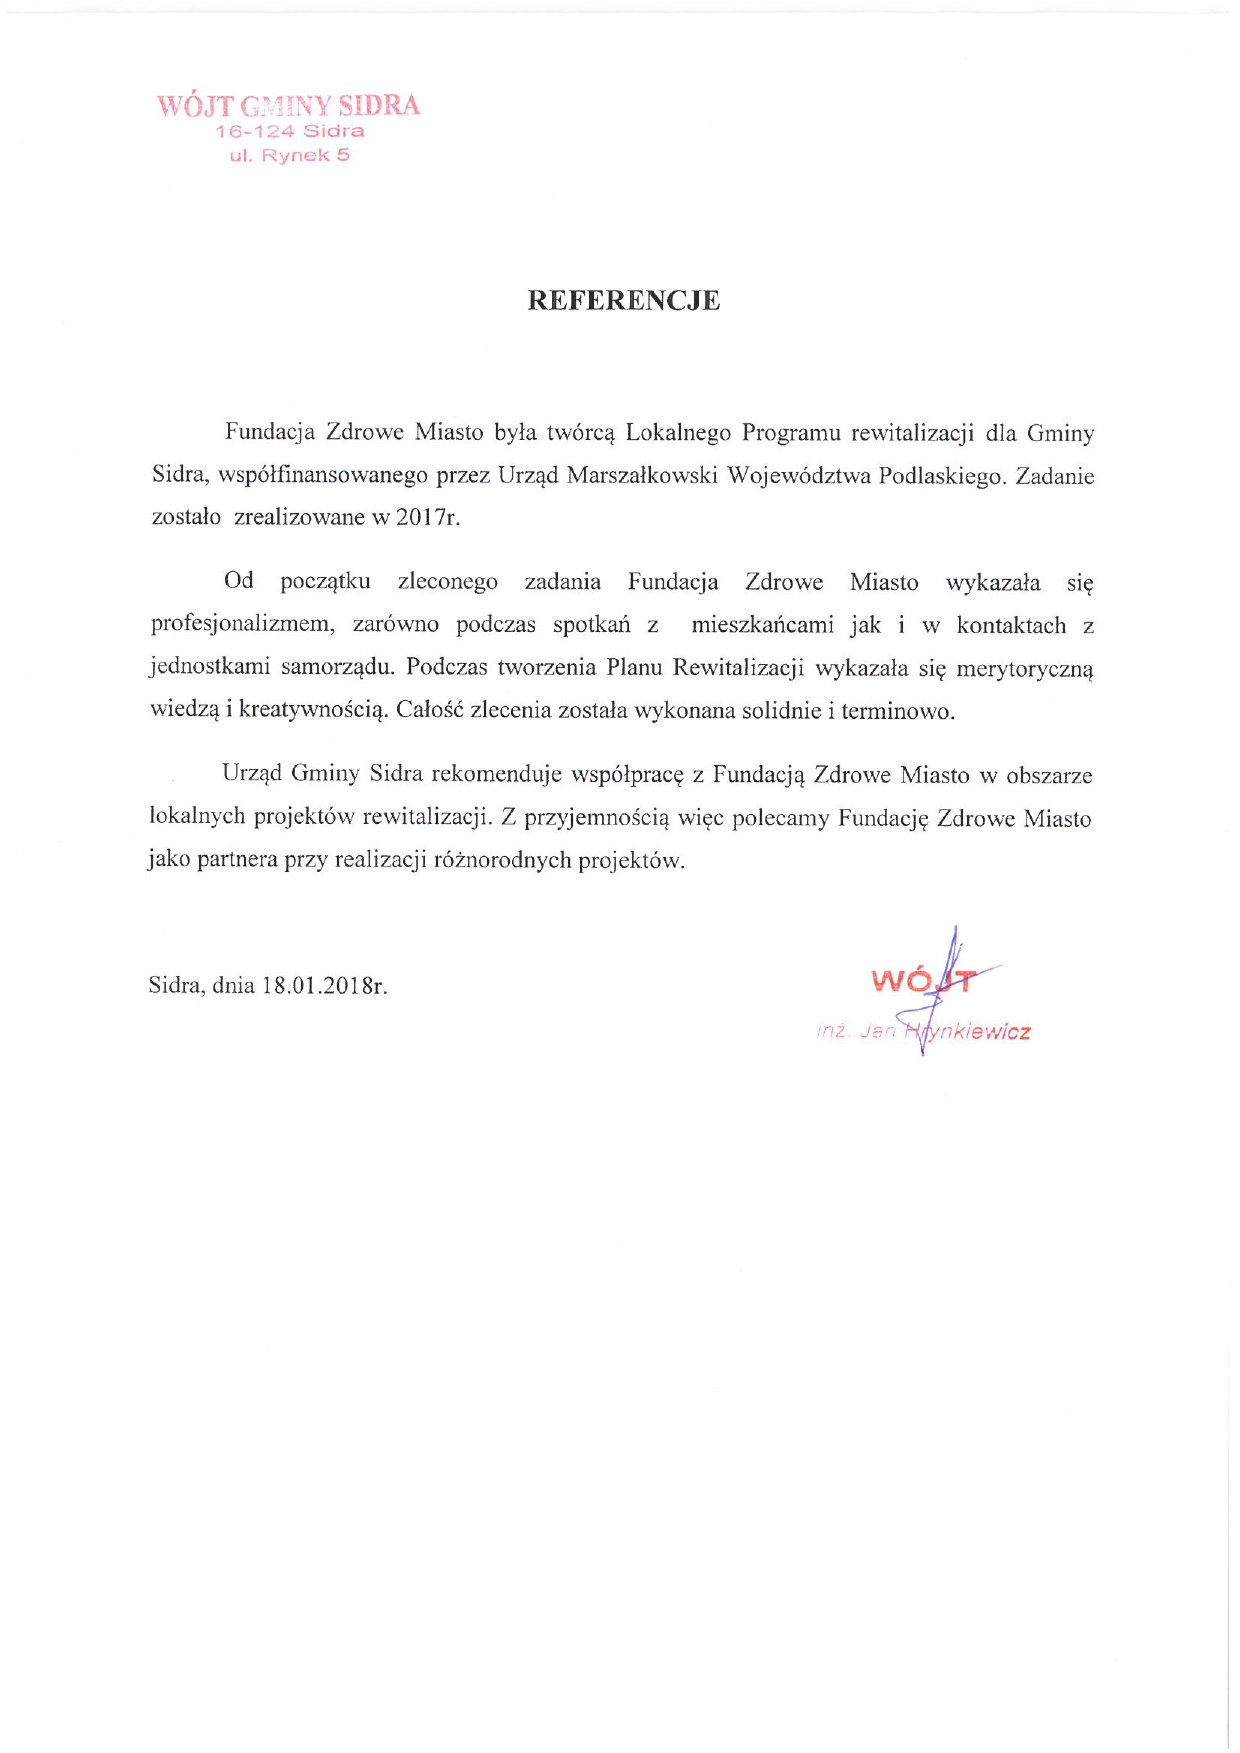 WÓJT GMINY SIDRA
16-124 Sidra
ul. Rynek 5
REFERENCJE
Fundacja Zdrowe Miasto była twórcą Lokalnego Programu rewitalizacji dla Gminy
Sidra, współfinansowanego przez Urząd Marszałkowski Województwa Podlaskiego. Zadanie
zostało zrealizowane w 2017r.
Od początku zleconego zadania Fundacja Zdrowe Miasto wykazała się
profesjonalizmem, zarówno podczas spotkań z mieszkańcami jak i w kontaktach z
jednostkami samorządu. Podczas tworzenia Planu Rewitalizacji wykazała się merytoryczną
wiedzą i kreatywnością. Całość zlecenia została wykonana solidnie i terminowo.
Urząd Gminy Sidra rekomenduje współpracę z Fundacją Zdrowe Miasto w obszarze
lokalnych projektów rewitalizacji. Z przyjemnością więc polecamy Fundację Zdrowe Miasto
jako partnera przy realizacji różnorodnych projektów.
Sidra, dnia 18.01.2018r.
WÓJT
inż. Jan Hrynkiewicz